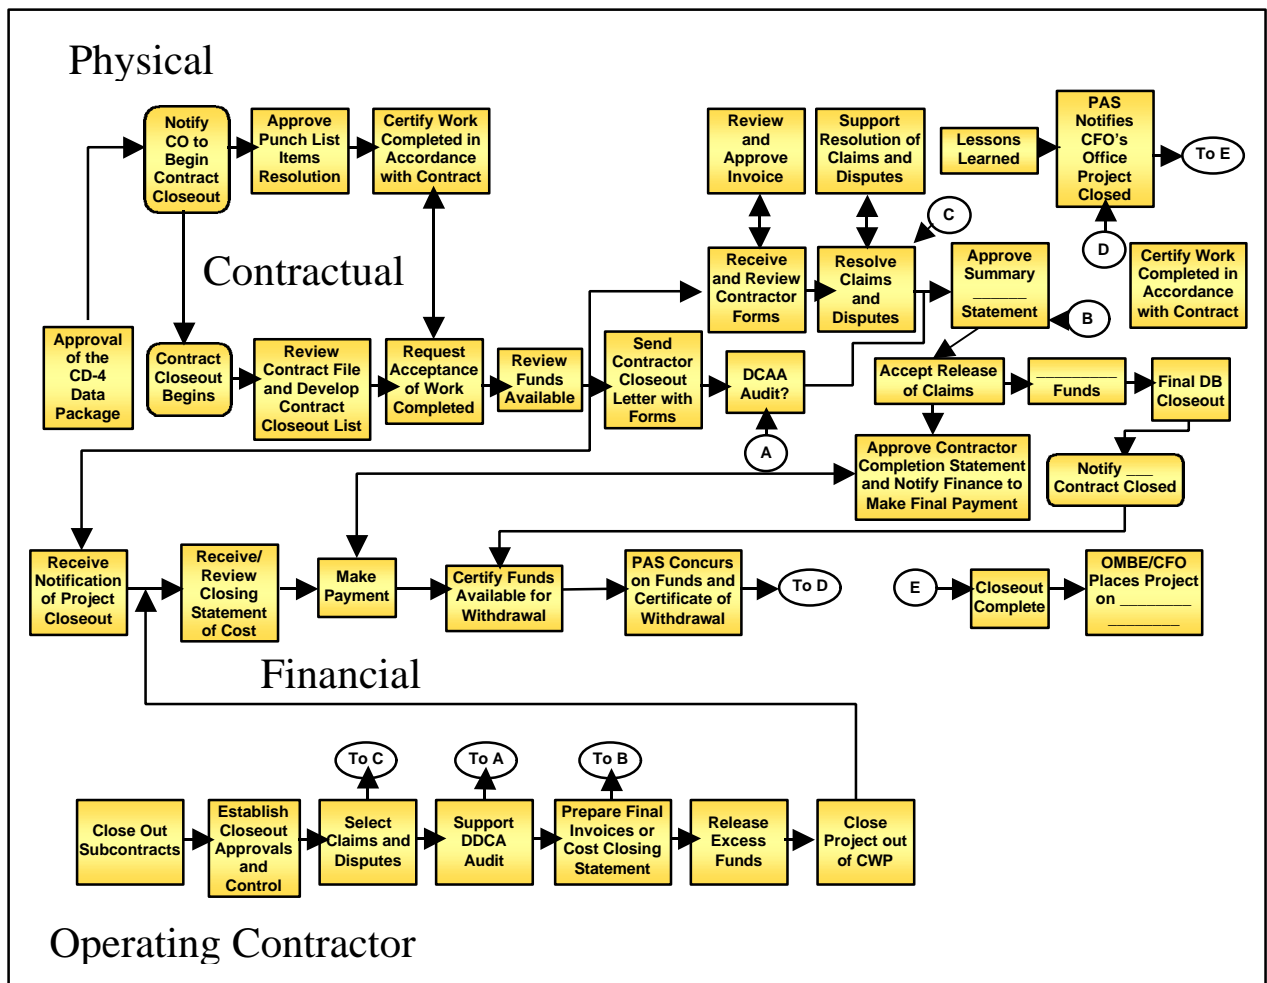 Physical
Notify
CO to
Begin
Contract
Closeout
Approve
Punch List
Items
Resolution
Certify Work
Completed in
Accordance
with Contract
Review
and
Approve
Invoice
Support
Resolution of
Claims and
Disputes
Lessons
Learned
PAS
Notifies
CFO's
Office
Project
Closed
To E
C
D
Contractual
Receive
and Review
Contractor
Forms
Resolve
Claims
and
Disputes
Approve
Summary
______
Statement
B
Certify Work
Completed in
Accordance
with Contract
Approval
of the
CD-4
Data
Package
Contract
Closeout
Begins
Review
Contract File
and Develop
Contract
Closeout List
Request
Acceptance
of Work
Completed
Review
Funds
Available
Send
Contractor
Closeout
Letter with
Forms
DCAA
Audit?
A
Accept Release
of Claims
_________
Funds
Final DB
Closeout
Approve Contractor
Completion Statement
and Notify Finance to
Make Final Payment
Notify ___
Contract Closed
Receive
Notification
of Project
Closeout
Receive/
Review
Closing
Statement
of Cost
Make
Payment
Certify Funds
Available for
Withdrawal
PAS Concurs
on Funds and
Certificate of
Withdrawal
To D
E
Closeout
Complete
OMBE/CFO
Places Project
on ________
________
Financial
To C
To A
To B
Close Out
Subcontracts
Establish
Closeout
Approvals
and
Control
Select
Claims and
Disputes
Support
DDCA
Audit
Prepare Final
Invoices or
Cost Closing
Statement
Release
Excess
Funds
Close
Project out
of CWP
Operating Contractor